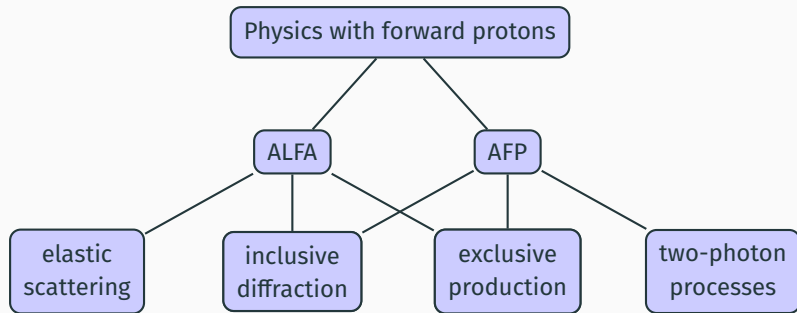 Physics with forward protons
ALFA
AFP
elastic
scattering
inclusive
diffraction
exclusive
production
two-photon
processes